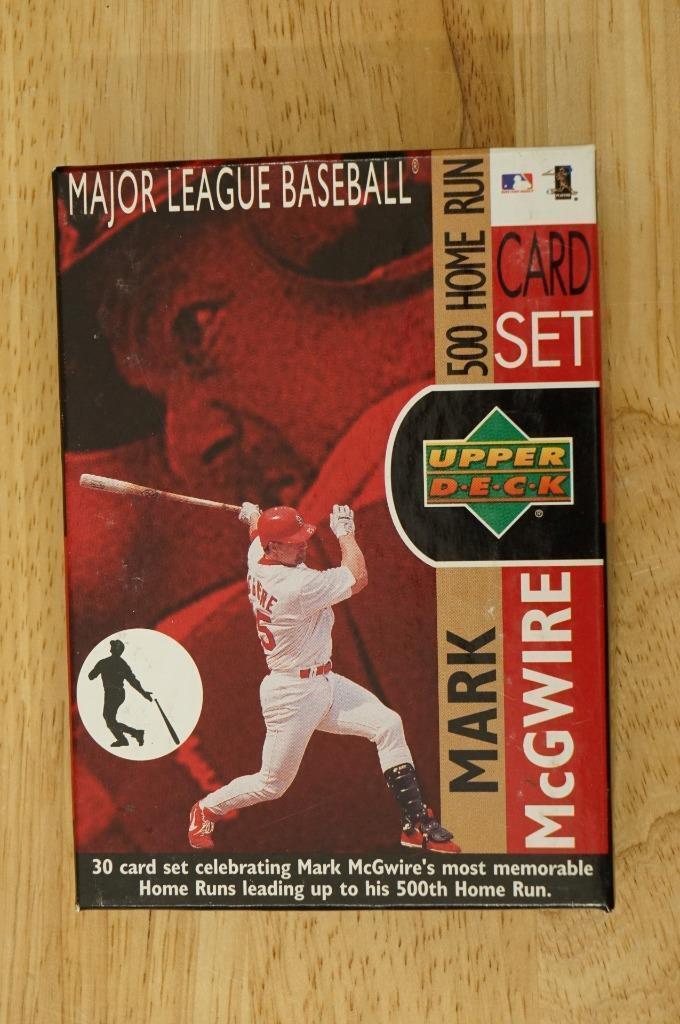 MAJOR LEAGUE BASEBALL®
500 HOME RUN
CARD
SET
UPPER
D·E·C·K
®
MARK
McGWIRE
5
30 card set celebrating Mark McGwire's most memorable
Home Runs leading up to his 500th Home Run.